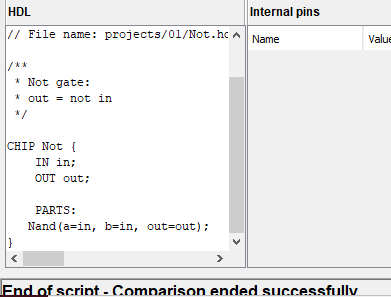 HDL
Internal pins
// File name: projects/01/Not.hd
Name
Value
/**
* Not gate:
* out = not in
*/
CHIP Not {
IN in;
OUT out;
PARTS:
Nand(a=in, b=in, out=out);
}
End of script - Comparison ended successfully